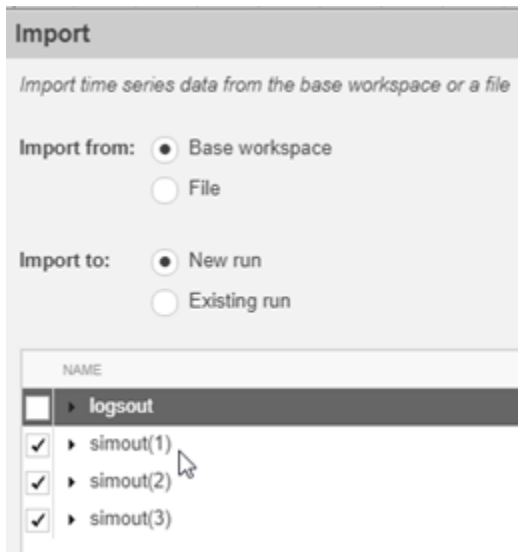 Import
Import time series data from the base workspace or a file
Import from: Base workspace
File
Import to: New run
Existing run
NAME
logsout
simout(1)
simout(2)
simout(3)